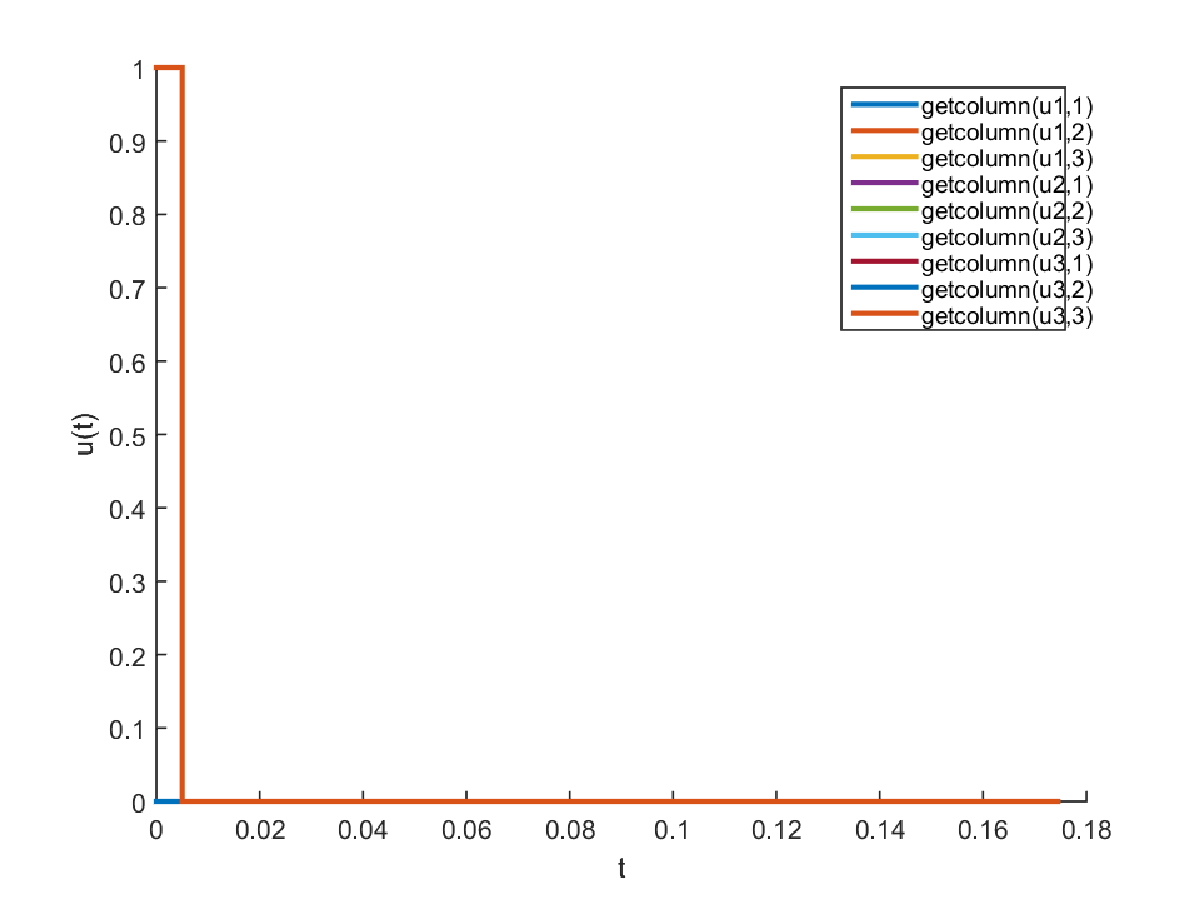 1
0.9
0.8
0.7
0.6
0.5
0.4
0.3
0.2
0.1
0
u(t)
getcolumn(u1,1)
getcolumn(u1,2)
getcolumn(u1,3)
getcolumn(u2,1)
getcolumn(u2,2)
getcolumn(u2,3)
getcolumn(u3,1)
getcolumn(u3,2)
getcolumn(u3,3)
0 0.02 0.04 0.06 0.08 0.1 0.12 0.14 0.16 0.18
t